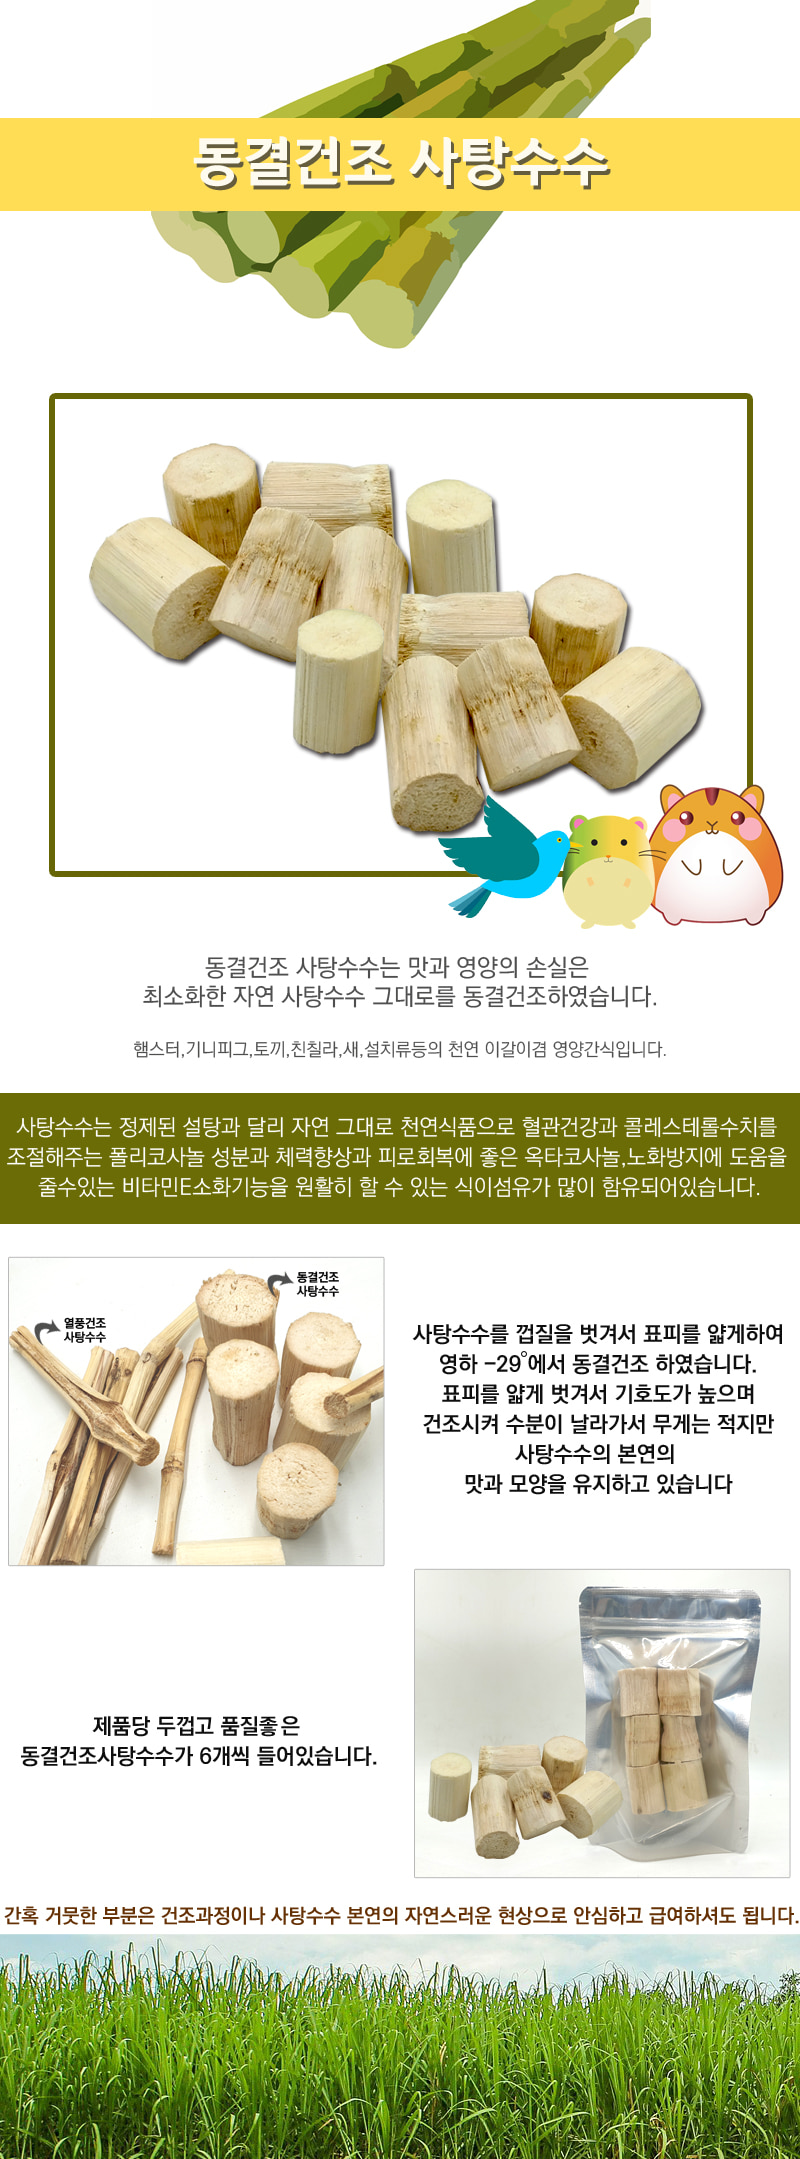 동결건조 사탕수수
동결건조 사탕수수는 맛과 영양의 손실은
최소화한 자연 사탕수수 그대로를 동결건조하였습니다.
햄스터,기니피그,토끼,친칠라,새,설치류등의 천연 이갈이겸 영양간식입니다.
사탕수수는 정제된 설탕과 달리 자연 그대로 천연식품으로 혈관건강과 콜레스테롤수치를
조절해주는 폴리코사놀 성분과 체력향상과 피로회복에 좋은 옥타코사놀,노화방지에 도움을
줄수있는 비타민E소화기능을 원활히 할 수 있는 식이섬유가 많이 함유되어있습니다.
동결건조
사탕수수
열풍건조
사탕수수
사탕수수를 껍질을 벗겨서 표피를 얇게하여
영하 -29°에서 동결건조 하였습니다.
표피를 얇게 벗겨서 기호도가 높으며
건조시켜 수분이 날라가서 무게는 적지만
사탕수수의 본연의
맛과 모양을 유지하고 있습니다
제품당 두껍고 품질좋은
동결건조사탕수수가 6개씩 들어있습니다.
간혹 거뭇한 부분은 건조과정이나 사탕수수 본연의 자연스러운 현상으로 안심하고 급여하셔도 됩니다.